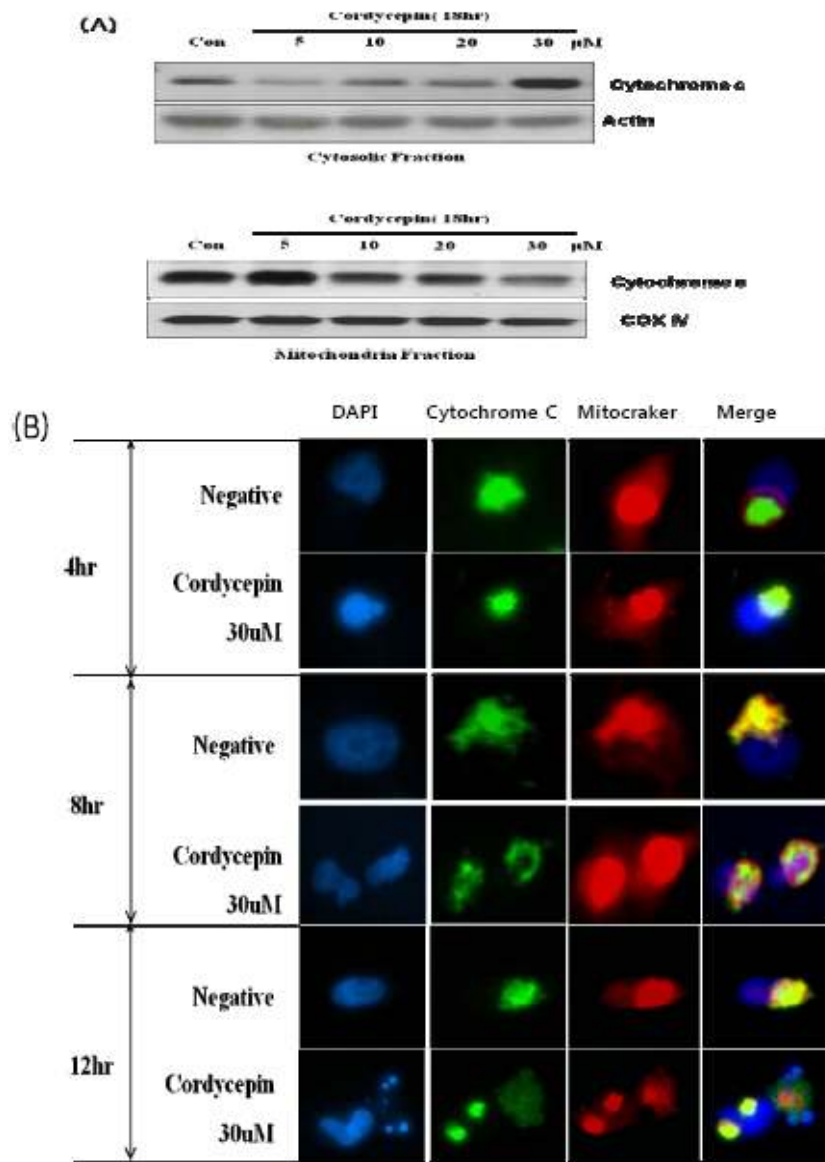 (A)
Cordycepin( 18hr)
Con 5 10 20 30 μM
Cytochrome c
Actin
Cytosolic Fraction
Cordycepin( 18hr)
Con 5 10 20 30 μM
Cytochrome c
COX IV
Mitochondria Fraction
(B)
DAPI Cytochrome C Mitocraker Merge
4hr
Negative
Cordycepin
30uM
8hr
Negative
Cordycepin
30uM
12hr
Negative
Cordycepin
30uM